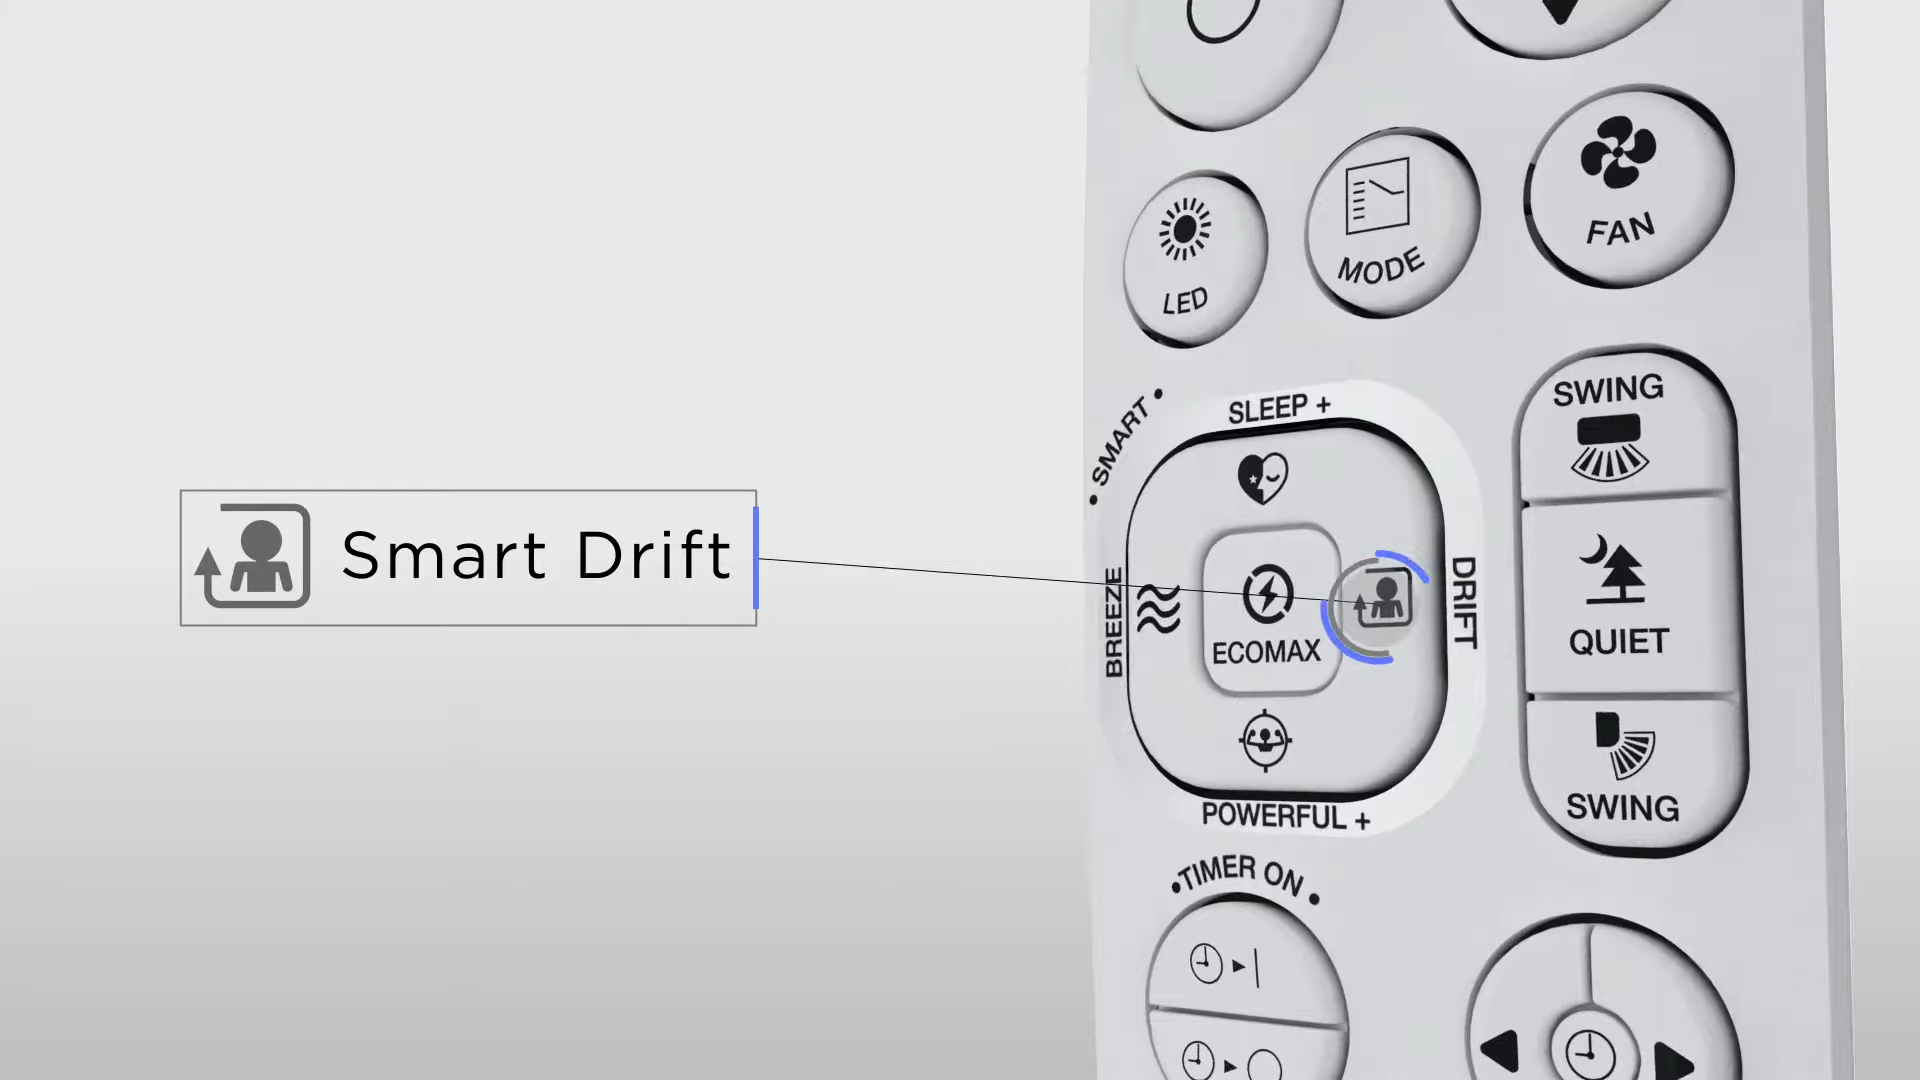 FAN
MODE
LED
SWING
• SMART •
SLEEP +
Smart Drift
BREEZE
ECOMAX
DRIFT
QUIET
SWING
POWERFUL +
•TIMER ON•